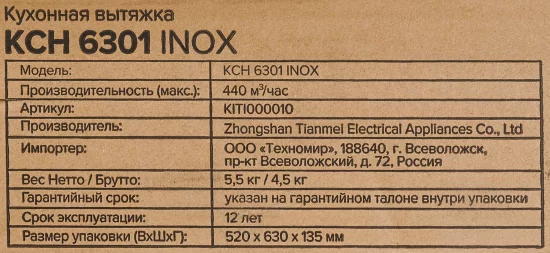 Кухонная вытяжка
KCH 6301 INOX
Модель: KCH 6301 INOX
Производительность (макс.): 440 м³/час
Артикул: KITI000010
Производитель: Zhongshan Tianmei Electrical Appliances Co., Ltd
Импортер: ООО «Техномир», 188640, г. Всеволожск,
пр-кт Всеволожский, д. 72, Россия
Вес Нетто / Брутто: 5,5 кг / 4,5 кг
Гарантийный срок: указан на гарантийном талоне внутри упаковки
Срок эксплуатации: 12 лет
Размер упаковки (ВхШхГ): 520 х 630 х 135 мм